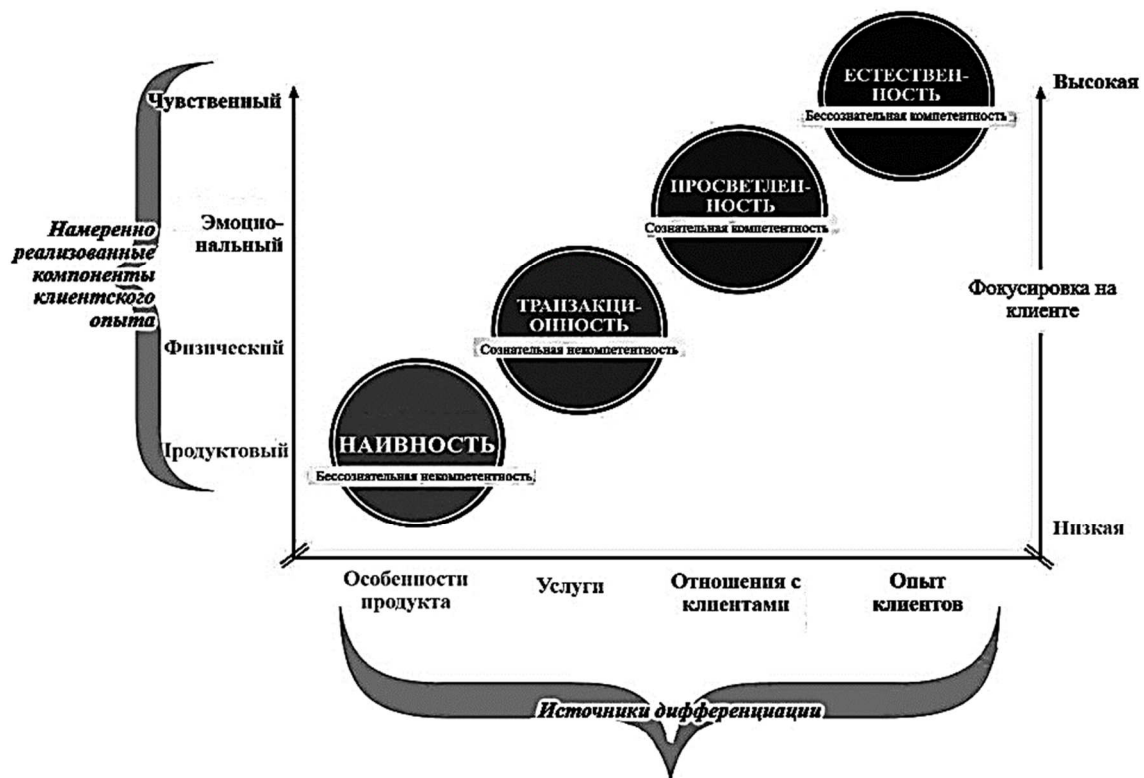 Чувственный
Эмоцио-
нальный
Физический
Продуктовый
Намеренно
реализованные
компоненты
клиентского
опыта
ЕСТЕСТВЕН-
НОСТЬ
Бессознательная компетентность
ПРОСВЕТЛЕН-
НОСТЬ
Сознательная компетентность
ТРАНЗАКЦИ-
ОННОСТЬ
Сознательная некомпетентность
НАИВНОСТЬ
Бессознательная некомпетентность
Высокая
Фокусировка на
клиенте
Низкая
Особенности
продукта
Услуги
Отношения с
клиентами
Опыт
клиентов
Источники дифференциации